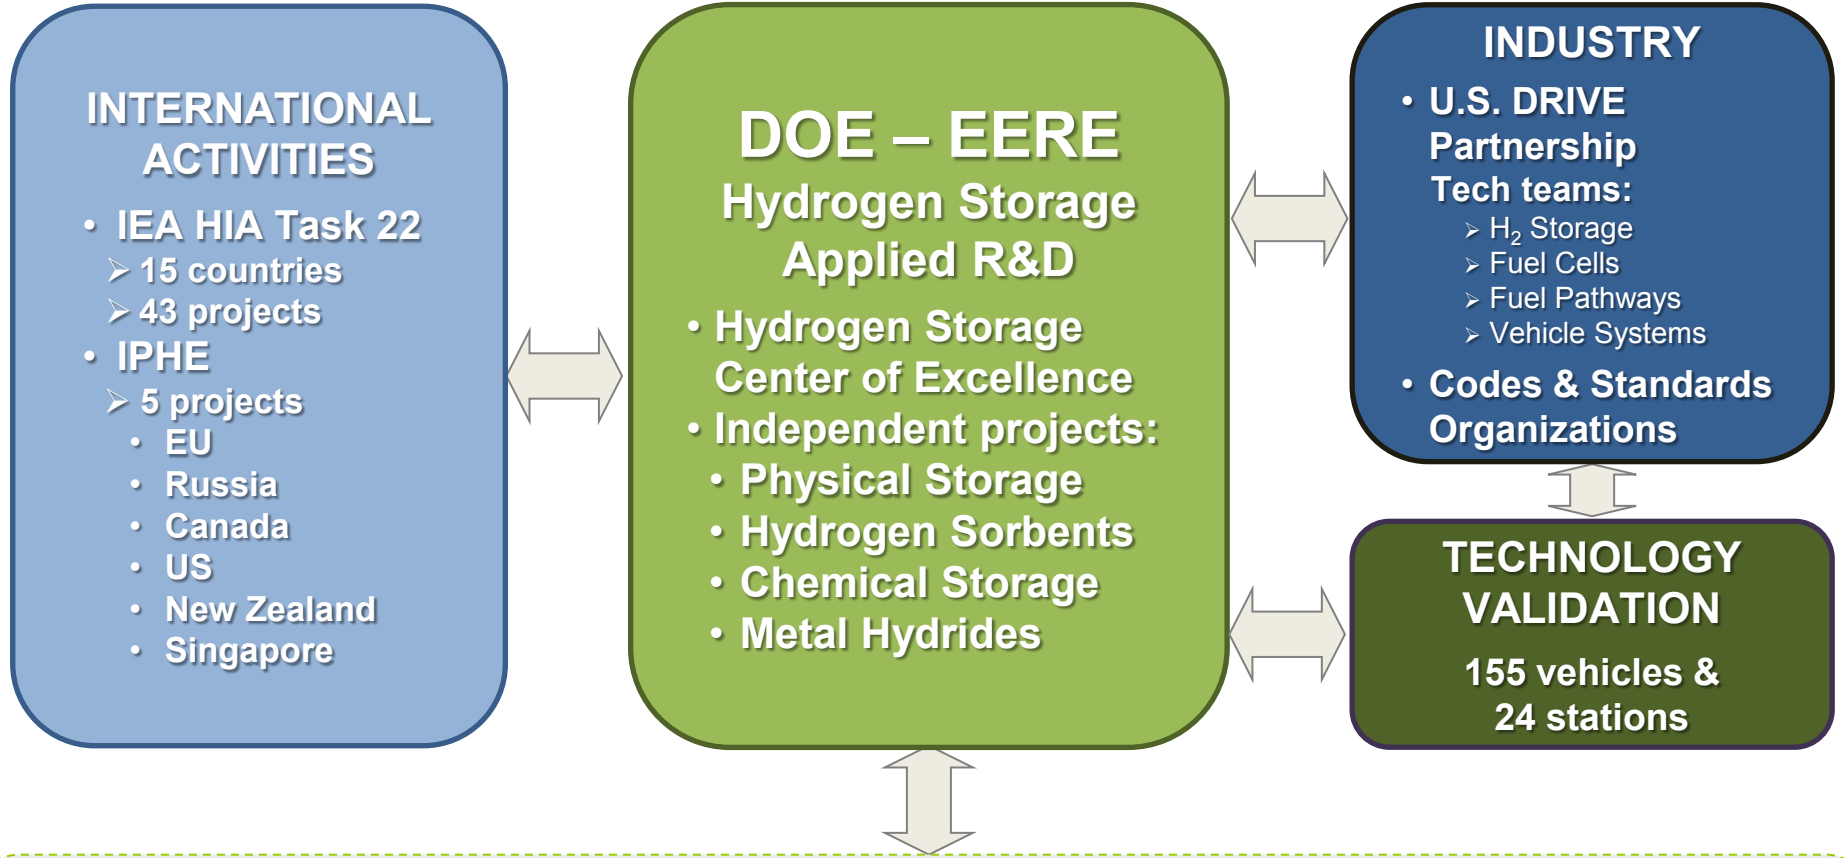 INTERNATIONAL
ACTIVITIES
• IEA HIA Task 22
➢ 15 countries
➢ 43 projects
• IPHE
➢ 5 projects
• EU
• Russia
• Canada
• US
• New Zealand
• Singapore
DOE – EERE
Hydrogen Storage
Applied R&D
• Hydrogen Storage
Center of Excellence
• Independent projects:
• Physical Storage
• Hydrogen Sorbents
• Chemical Storage
• Metal Hydrides
INDUSTRY
• U.S. DRIVE
Partnership
Tech teams:
➢ H₂ Storage
➢ Fuel Cells
➢ Fuel Pathways
➢ Vehicle Systems
• Codes & Standards
Organizations
TECHNOLOGY
VALIDATION
155 vehicles &
24 stations